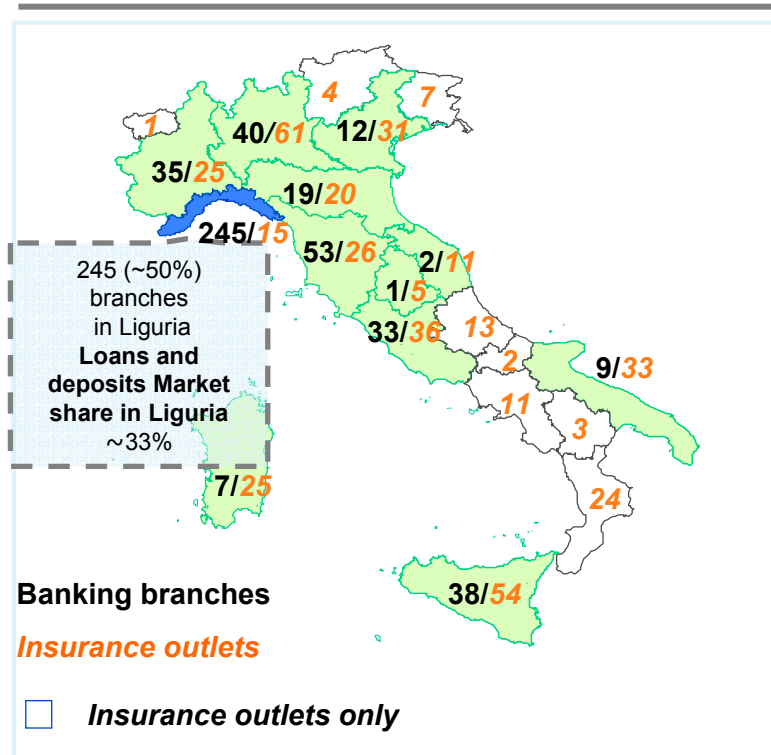 4
7
1
40/61
12/31
35/25
19/20
245/15
53/26
2/11
1/5
33/36
13
2
9/33
11
3
24
245 (~50%)
branches
in Liguria
Loans and
deposits Market
share in Liguria
~33%
7/25
38/54
Banking branches
Insurance outlets
Insurance outlets only